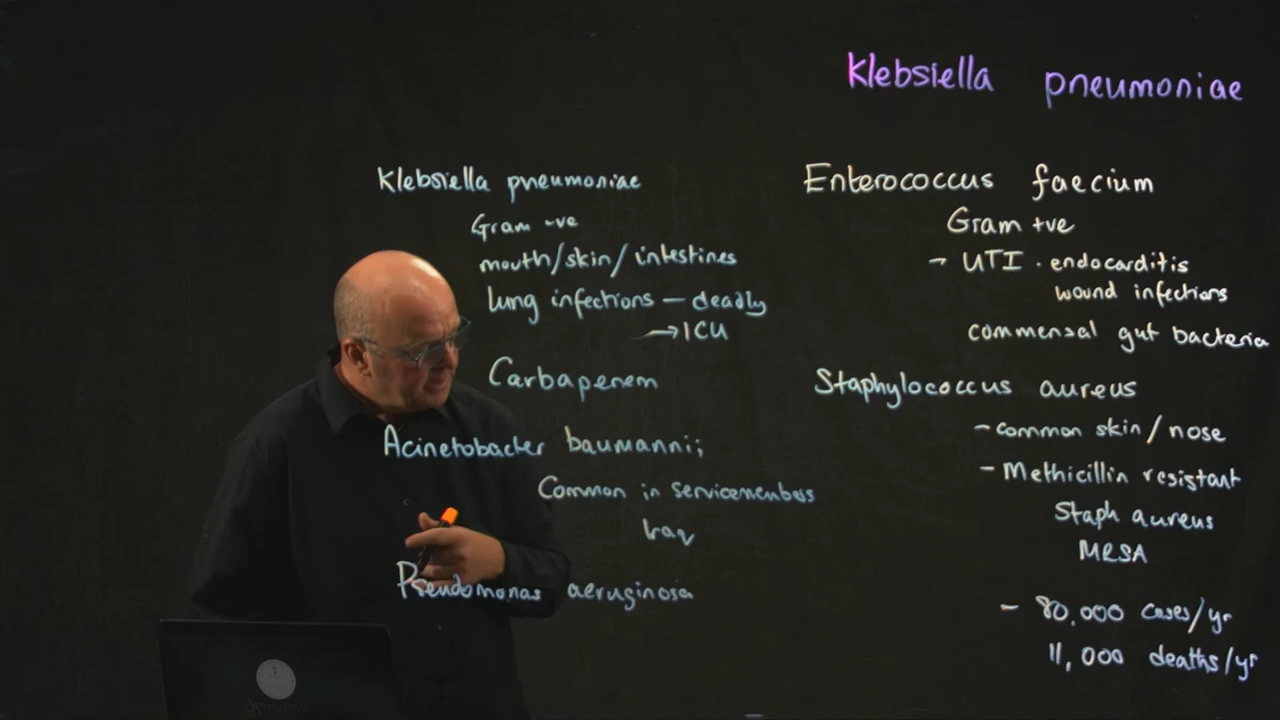 Klebsiella pneumoniae
Klebsiella pneumoniae
Gram -ve
mouth/skin/intestines
lung infections — deadly
→ICU
Carbapenem
Acinetobacter baumannii
Common in servicemembers
Iraq
Pseudomonas aeruginosa
Enterococcus faecium
Gram +ve
- UTI . endocarditis
wound infections
commensal gut bacteria
Staphylococcus aureus
- common skin/nose
- Methicillin resistant
Staph aureus
MRSA
- 80,000 cases/yr
11,000 deaths/yr